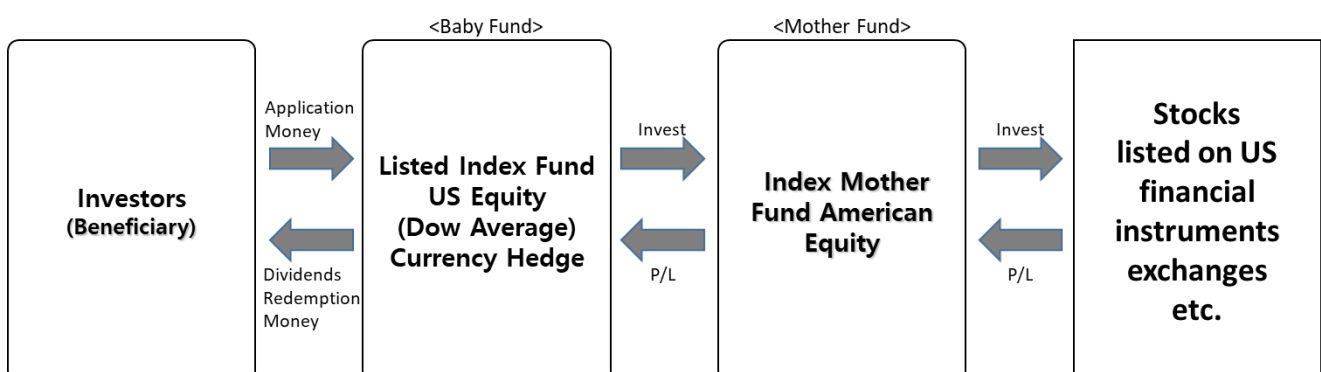 <Baby Fund>
<Mother Fund>
Investors
(Beneficiary)
Application
Money
Dividends
Redemption
Money
Listed Index Fund
US Equity
(Dow Average)
Currency Hedge
Invest
P/L
Index Mother
Fund American
Equity
Invest
P/L
Stocks
listed on US
financial
instruments
exchanges
etc.